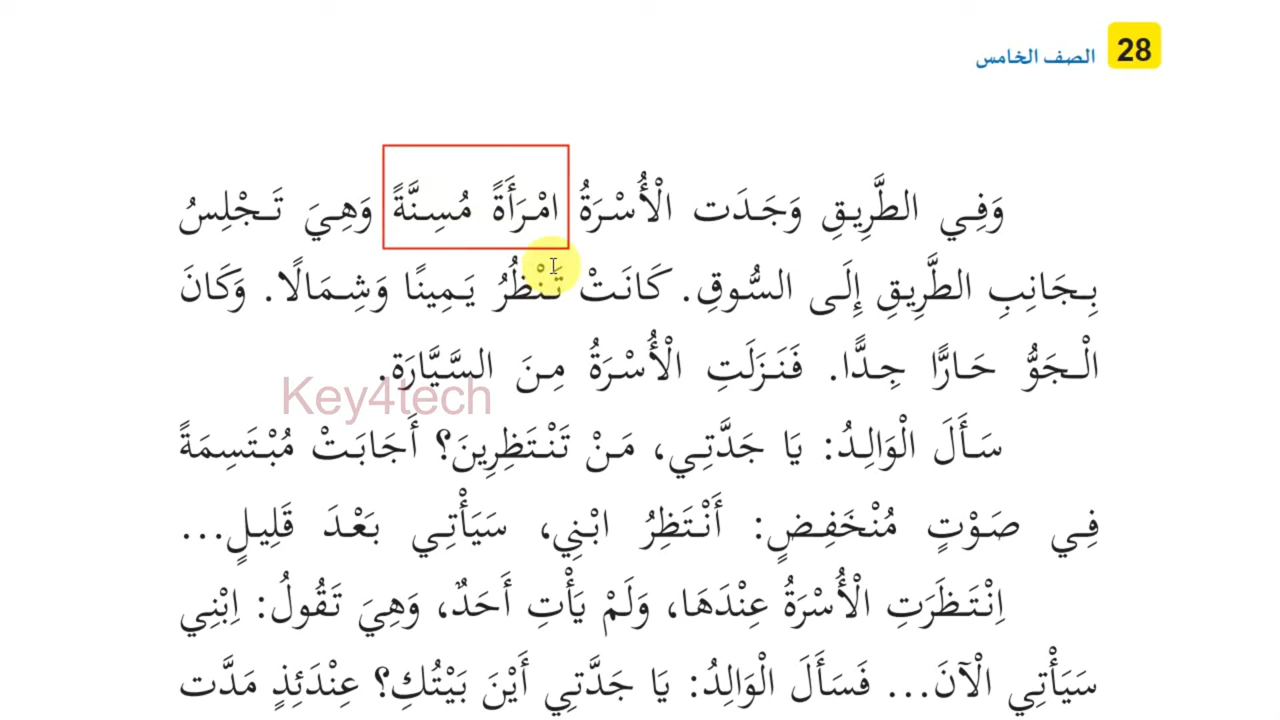 28
الصف الخامس
وَفِي الطَّرِيقِ وَجَدَت الْأُسْرَةُ امْرَأَةً مُسِنَّةً وَهِيَ تَجْلِسُ
بِجَانِبِ الطَّرِيقِ إِلَى السُّوقِ. كَانَتْ تَنْظُرُ يَمِينًا وَشِمَالًا. وَكَانَ
الْجَوُّ حَارًّا جِدًّا. فَنَزَلَتِ الْأُسْرَةُ مِنَ السَّيَّارَة.
Key4tech
سَأَلَ الْوَالِدُ: يَا جَدَّتِي، مَنْ تَنْتَظِرِينَ؟ أَجَابَتْ مُبْتَسِمَةً
فِي صَوْتٍ مُنْخَفِضٍ: أَنْتَظِرُ ابْنِي، سَيَأْتِي بَعْدَ قَلِيلٍ...
اِنْتَظَرَتِ الْأُسْرَةُ عِنْدَهَا، وَلَمْ يَأْتِ أَحَدٌ، وَهِيَ تَقُولُ: اِبْنِي
سَيَأْتِي الْآنَ... فَسَأَلَ الْوَالِدُ: يَا جَدَّتِي أَيْنَ بَيْتُكِ؟ عِنْدَئِذٍ مَدَّت